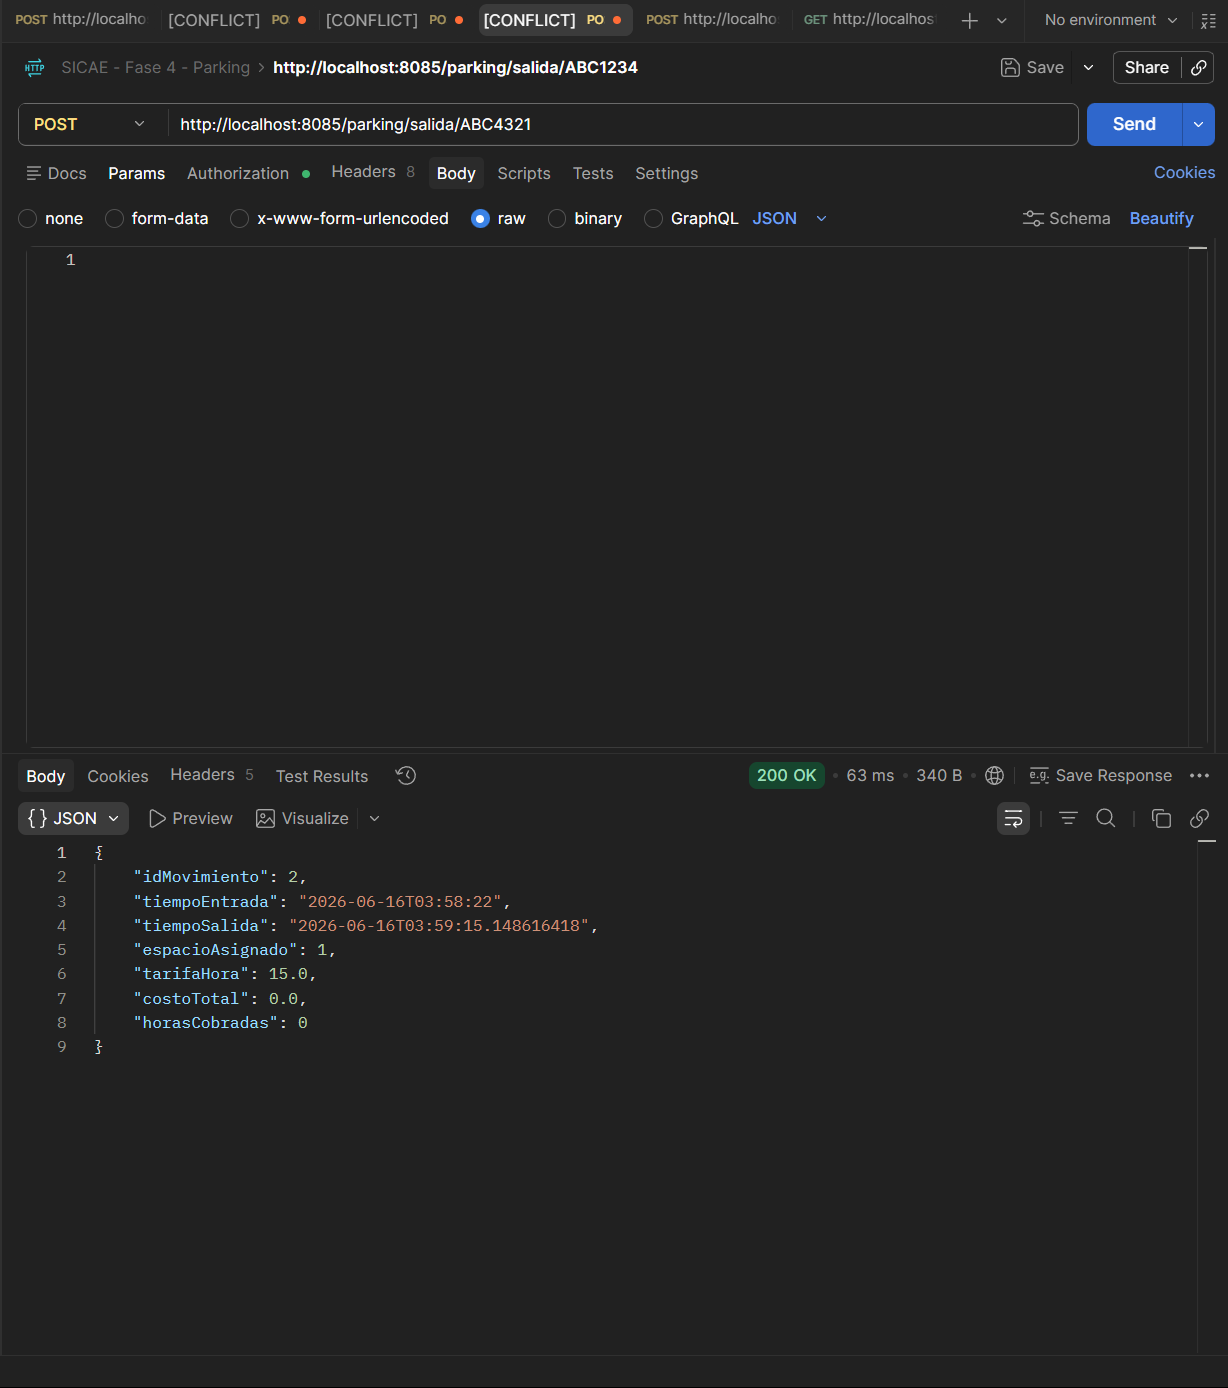 POST http://localho [CONFLICT] PO [CONFLICT] PO [CONFLICT] PO POST http://localho GET http://localhos No environment
HTTP SICAE - Fase 4 - Parking > http://localhost:8085/parking/salida/ABC1234 Save Share
POST http://localhost:8085/parking/salida/ABC4321 Send
Docs Params Authorization Headers 8 Body Scripts Tests Settings Cookies
none form-data x-www-form-urlencoded raw binary GraphQL JSON Schema Beautify
1
Body Cookies Headers 5 Test Results 200 OK • 63 ms • 340 B • e.g. Save Response
{} JSON Preview Visualize
1 {
2 "idMovimiento": 2,
3 "tiempoEntrada": "2026-06-16T03:58:22",
4 "tiempoSalida": "2026-06-16T03:59:15.148616418",
5 "espacioAsignado": 1,
6 "tarifaHora": 15.0,
7 "costoTotal": 0.0,
8 "horasCobradas": 0
9 }